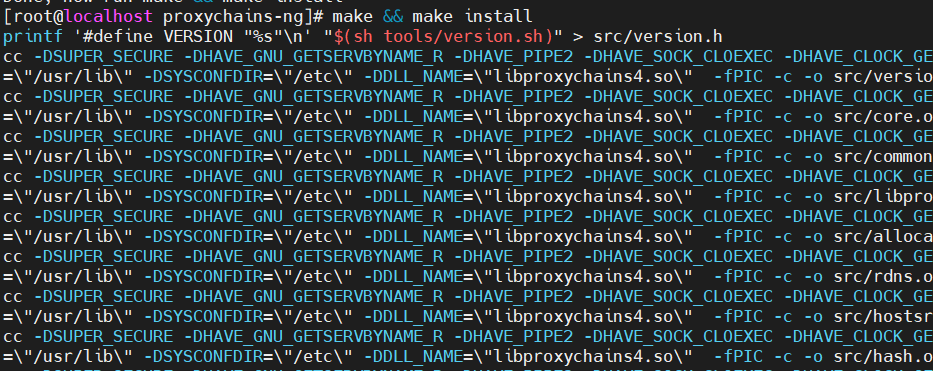 [root@localhost proxychains-ng]# make && make install
printf '#define VERSION "%s"\n' "$(sh tools/version.sh)" > src/version.h
cc -DSUPER_SECURE -DHAVE_GNU_GETSERVBYNAME_R -DHAVE_PIPE2 -DHAVE_SOCK_CLOEXEC -DHAVE_CLOCK_GE
=\"/usr/lib\" -DSYSCONFDIR=\"/etc\" -DDLL_NAME=\"libproxychains4.so\"  -fPIC -c -o src/versio
cc -DSUPER_SECURE -DHAVE_GNU_GETSERVBYNAME_R -DHAVE_PIPE2 -DHAVE_SOCK_CLOEXEC -DHAVE_CLOCK_GE
=\"/usr/lib\" -DSYSCONFDIR=\"/etc\" -DDLL_NAME=\"libproxychains4.so\"  -fPIC -c -o src/core.o
cc -DSUPER_SECURE -DHAVE_GNU_GETSERVBYNAME_R -DHAVE_PIPE2 -DHAVE_SOCK_CLOEXEC -DHAVE_CLOCK_GE
=\"/usr/lib\" -DSYSCONFDIR=\"/etc\" -DDLL_NAME=\"libproxychains4.so\"  -fPIC -c -o src/common
cc -DSUPER_SECURE -DHAVE_GNU_GETSERVBYNAME_R -DHAVE_PIPE2 -DHAVE_SOCK_CLOEXEC -DHAVE_CLOCK_GE
=\"/usr/lib\" -DSYSCONFDIR=\"/etc\" -DDLL_NAME=\"libproxychains4.so\"  -fPIC -c -o src/libpro
cc -DSUPER_SECURE -DHAVE_GNU_GETSERVBYNAME_R -DHAVE_PIPE2 -DHAVE_SOCK_CLOEXEC -DHAVE_CLOCK_GE
=\"/usr/lib\" -DSYSCONFDIR=\"/etc\" -DDLL_NAME=\"libproxychains4.so\"  -fPIC -c -o src/alloca
cc -DSUPER_SECURE -DHAVE_GNU_GETSERVBYNAME_R -DHAVE_PIPE2 -DHAVE_SOCK_CLOEXEC -DHAVE_CLOCK_GE
=\"/usr/lib\" -DSYSCONFDIR=\"/etc\" -DDLL_NAME=\"libproxychains4.so\"  -fPIC -c -o src/rdns.o
cc -DSUPER_SECURE -DHAVE_GNU_GETSERVBYNAME_R -DHAVE_PIPE2 -DHAVE_SOCK_CLOEXEC -DHAVE_CLOCK_GE
=\"/usr/lib\" -DSYSCONFDIR=\"/etc\" -DDLL_NAME=\"libproxychains4.so\"  -fPIC -c -o src/hostsr
cc -DSUPER_SECURE -DHAVE_GNU_GETSERVBYNAME_R -DHAVE_PIPE2 -DHAVE_SOCK_CLOEXEC -DHAVE_CLOCK_GE
=\"/usr/lib\" -DSYSCONFDIR=\"/etc\" -DDLL_NAME=\"libproxychains4.so\"  -fPIC -c -o src/hash.o